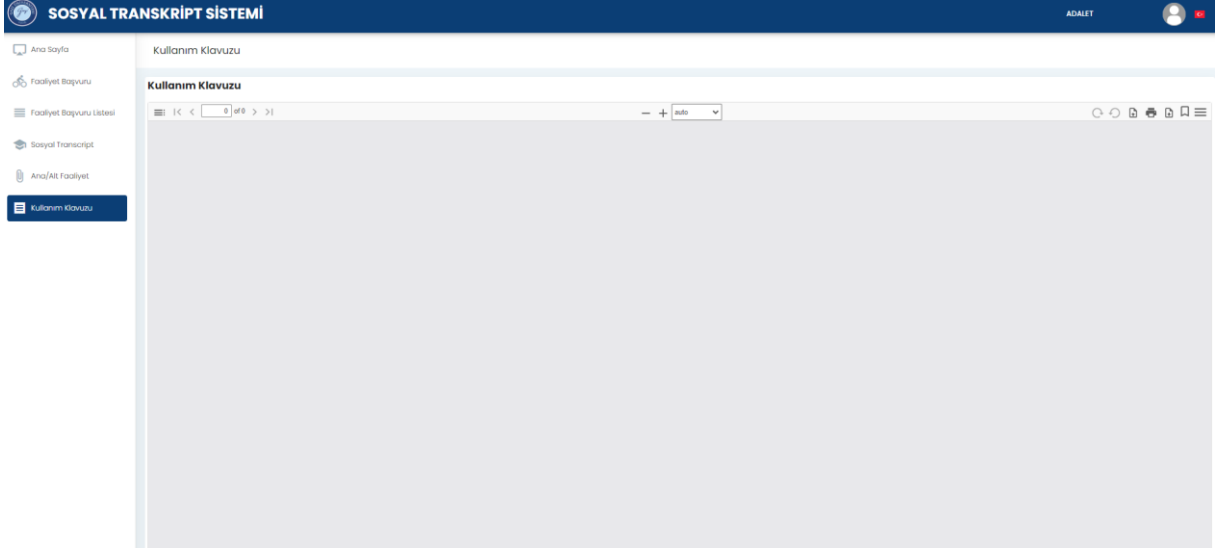 SOSYAL TRANSKRİPT SİSTEMİ
ADALET
Ana Sayfa
Faaliyet Başvuru
Faaliyet Başvuru Listesi
Sosyal Transcript
Ana/Alt Faaliyet
Kullanım Klavuzu
Kullanım Klavuzu
Kullanım Klavuzu
0 of 0
auto